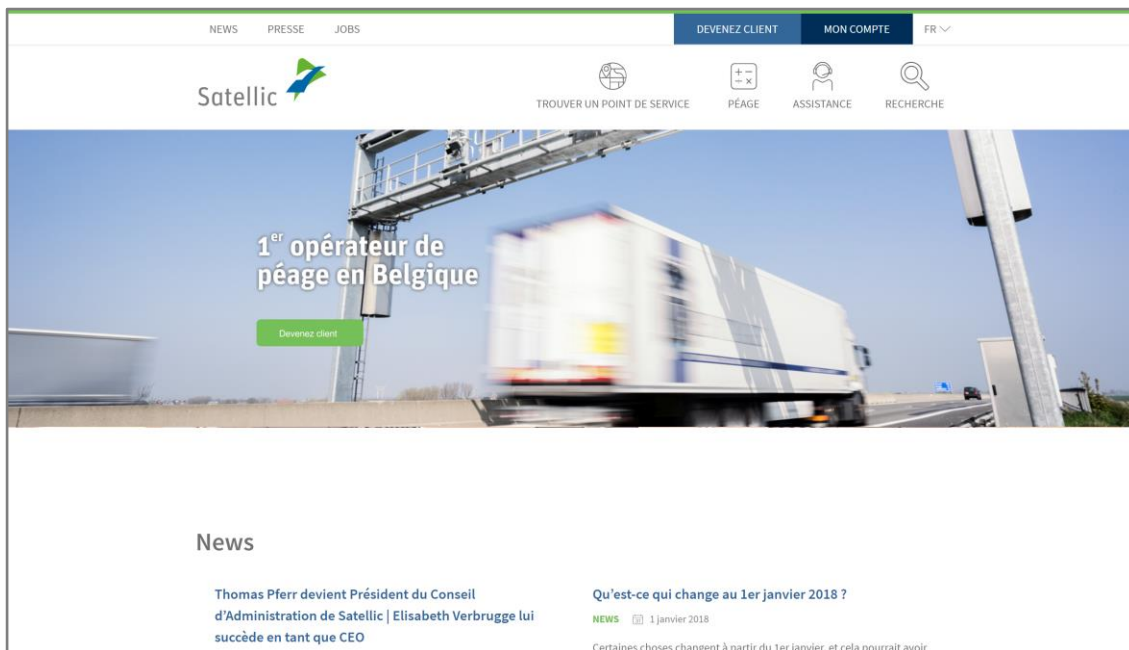 NEWS PRESSE JOBS DEVENEZ CLIENT MON COMPTE FR
Satellic
TROUVER UN POINT DE SERVICE PÉAGE ASSISTANCE RECHERCHE
1er opérateur de
péage en Belgique
Devenez client
News
Thomas Pferr devient Président du Conseil
d'Administration de Satellic | Elisabeth Verbrugge lui
succède en tant que CEO
Qu'est-ce qui change au 1er janvier 2018 ?
NEWS 1 janvier 2018
Certaines choses changent à partir du 1er janvier, et cela pourrait avoir